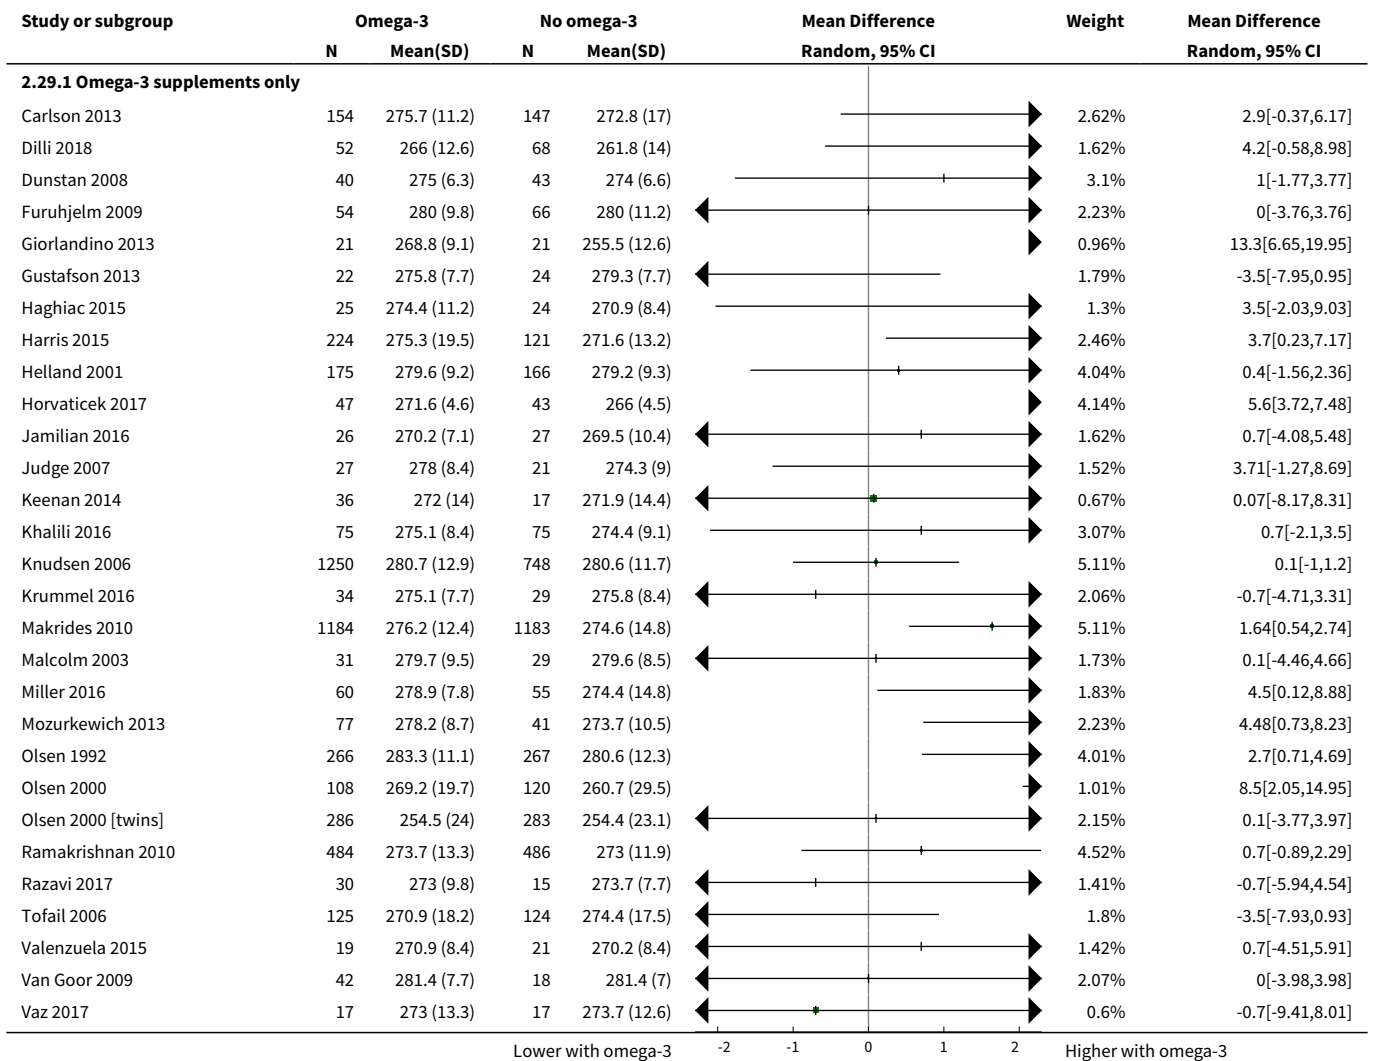 Study or subgroup Omega-3 No omega-3 Mean Difference Weight Mean Difference
N Mean(SD) N Mean(SD) Random, 95% CI Random, 95% CI
2.29.1 Omega-3 supplements only
Carlson 2013 154 275.7 (11.2) 147 272.8 (17) 2.62% 2.9[-0.37,6.17]
Dilli 2018 52 266 (12.6) 68 261.8 (14) 1.62% 4.2[-0.58,8.98]
Dunstan 2008 40 275 (6.3) 43 274 (6.6) 3.1% 1[-1.77,3.77]
Furuhjelm 2009 54 280 (9.8) 66 280 (11.2) 2.23% 0[-3.76,3.76]
Giorlandino 2013 21 268.8 (9.1) 21 255.5 (12.6) 0.96% 13.3[6.65,19.95]
Gustafson 2013 22 275.8 (7.7) 24 279.3 (7.7) 1.79% -3.5[-7.95,0.95]
Haghiac 2015 25 274.4 (11.2) 24 270.9 (8.4) 1.3% 3.5[-2.03,9.03]
Harris 2015 224 275.3 (19.5) 121 271.6 (13.2) 2.46% 3.7[0.23,7.17]
Helland 2001 175 279.6 (9.2) 166 279.2 (9.3) 4.04% 0.4[-1.56,2.36]
Horvaticek 2017 47 271.6 (4.6) 43 266 (4.5) 4.14% 5.6[3.72,7.48]
Jamilian 2016 26 270.2 (7.1) 27 269.5 (10.4) 1.62% 0.7[-4.08,5.48]
Judge 2007 27 278 (8.4) 21 274.3 (9) 1.52% 3.71[-1.27,8.69]
Keenan 2014 36 272 (14) 17 271.9 (14.4) 0.67% 0.07[-8.17,8.31]
Khalili 2016 75 275.1 (8.4) 75 274.4 (9.1) 3.07% 0.7[-2.1,3.5]
Knudsen 2006 1250 280.7 (12.9) 748 280.6 (11.7) 5.11% 0.1[-1,1.2]
Krummel 2016 34 275.1 (7.7) 29 275.8 (8.4) 2.06% -0.7[-4.71,3.31]
Makrides 2010 1184 276.2 (12.4) 1183 274.6 (14.8) 5.11% 1.64[0.54,2.74]
Malcolm 2003 31 279.7 (9.5) 29 279.6 (8.5) 1.73% 0.1[-4.46,4.66]
Miller 2016 60 278.9 (7.8) 55 274.4 (14.8) 1.83% 4.5[0.12,8.88]
Mozurkewich 2013 77 278.2 (8.7) 41 273.7 (10.5) 2.23% 4.48[0.73,8.23]
Olsen 1992 266 283.3 (11.1) 267 280.6 (12.3) 4.01% 2.7[0.71,4.69]
Olsen 2000 108 269.2 (19.7) 120 260.7 (29.5) 1.01% 8.5[2.05,14.95]
Olsen 2000 [twins] 286 254.5 (24) 283 254.4 (23.1) 2.15% 0.1[-3.77,3.97]
Ramakrishnan 2010 484 273.7 (13.3) 486 273 (11.9) 4.52% 0.7[-0.89,2.29]
Razavi 2017 30 273 (9.8) 15 273.7 (7.7) 1.41% -0.7[-5.94,4.54]
Tofail 2006 125 270.9 (18.2) 124 274.4 (17.5) 1.8% -3.5[-7.93,0.93]
Valenzuela 2015 19 270.9 (8.4) 21 270.2 (8.4) 1.42% 0.7[-4.51,5.91]
Van Goor 2009 42 281.4 (7.7) 18 281.4 (7) 2.07% 0[-3.98,3.98]
Vaz 2017 17 273 (13.3) 17 273.7 (12.6) 0.6% -0.7[-9.41,8.01]
Lower with omega-3 -2 -1 0 1 2 Higher with omega-3